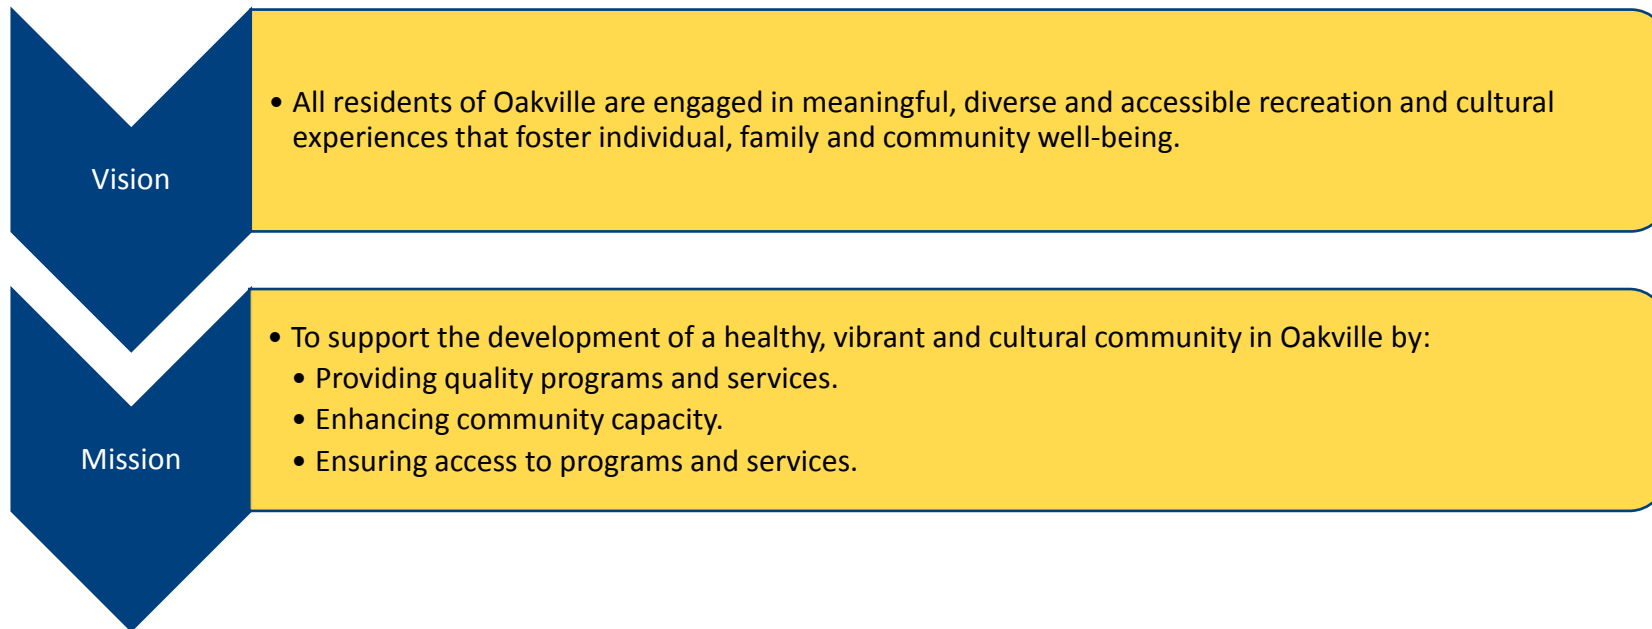 Vision
• All residents of Oakville are engaged in meaningful, diverse and accessible recreation and cultural
experiences that foster individual, family and community well-being.
Mission
• To support the development of a healthy, vibrant and cultural community in Oakville by:
• Providing quality programs and services.
• Enhancing community capacity.
• Ensuring access to programs and services.